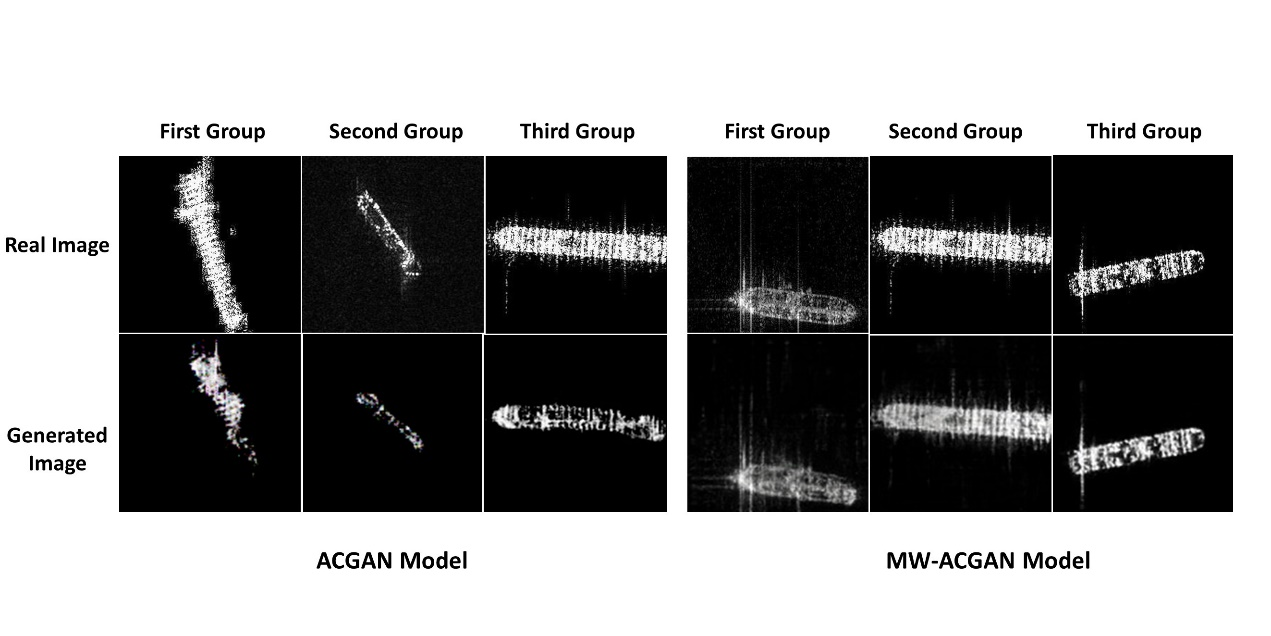 First Group Second Group Third Group First Group Second Group Third Group
Real Image
Generated
Image
ACGAN Model MW-ACGAN Model